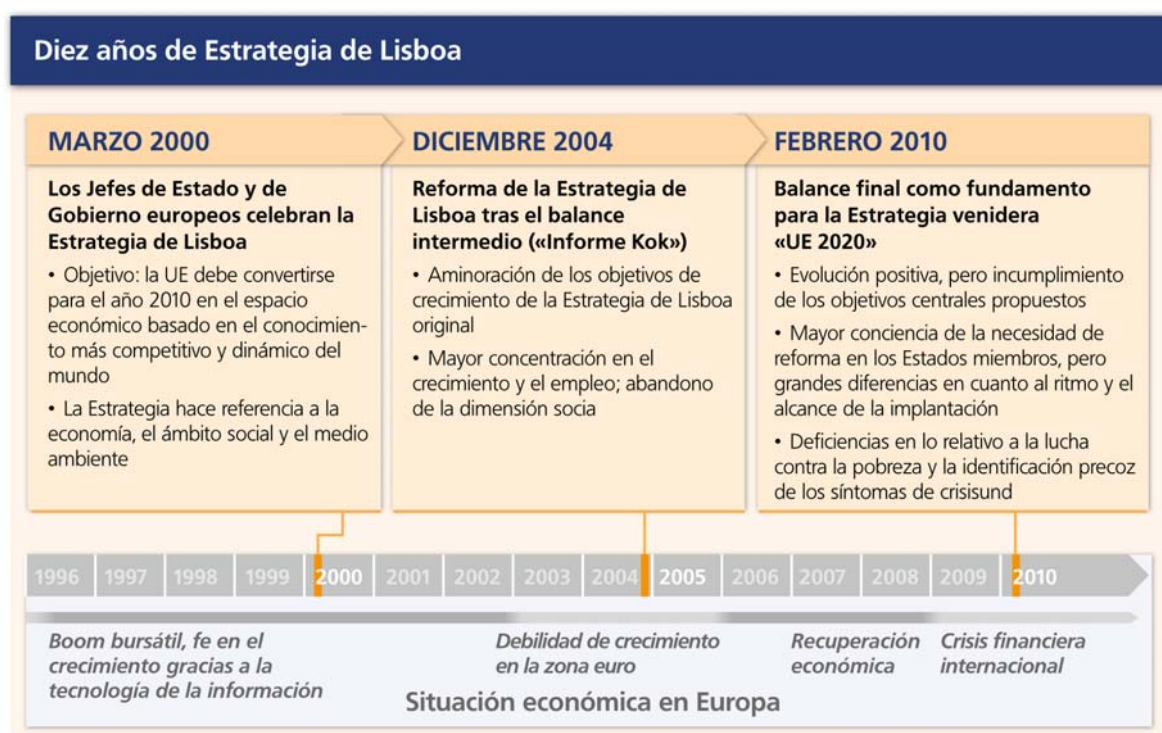 Diez años de Estrategia de Lisboa
MARZO 2000
Los Jefes de Estado y de
Gobierno europeos celebran la
Estrategia de Lisboa
• Objetivo: la UE debe convertirse
para el año 2010 en el espacio
económico basado en el conocimien-
to más competitivo y dinámico del
mundo
• La Estrategia hace referencia a la
economía, el ámbito social y el medio
ambiente
DICIEMBRE 2004
Reforma de la Estrategia de
Lisboa tras el balance
intermedio («Informe Kok»)
• Aminoración de los objetivos de
crecimiento de la Estrategia de Lisboa
original
• Mayor concentración en el
crecimiento y el empleo; abandono
de la dimensión socia
FEBRERO 2010
Balance final como fundamento
para la Estrategia venidera
«UE 2020»
• Evolución positiva, pero incumplimiento
de los objetivos centrales propuestos
• Mayor conciencia de la necesidad de
reforma en los Estados miembros, pero
grandes diferencias en cuanto al ritmo y el
alcance de la implantación
• Deficiencias en lo relativo a la lucha
contra la pobreza y la identificación precoz
de los síntomas de crisisund
1996 1997 1998 1999 2000 2001 2002 2003 2004 2005 2006 2007 2008 2009 2010
Boom bursátil, fe en el
crecimiento gracias a la
tecnología de la información
Debilidad de crecimiento
en la zona euro
Recuperación
económica
Crisis financiera
internacional
Situación económica en Europa